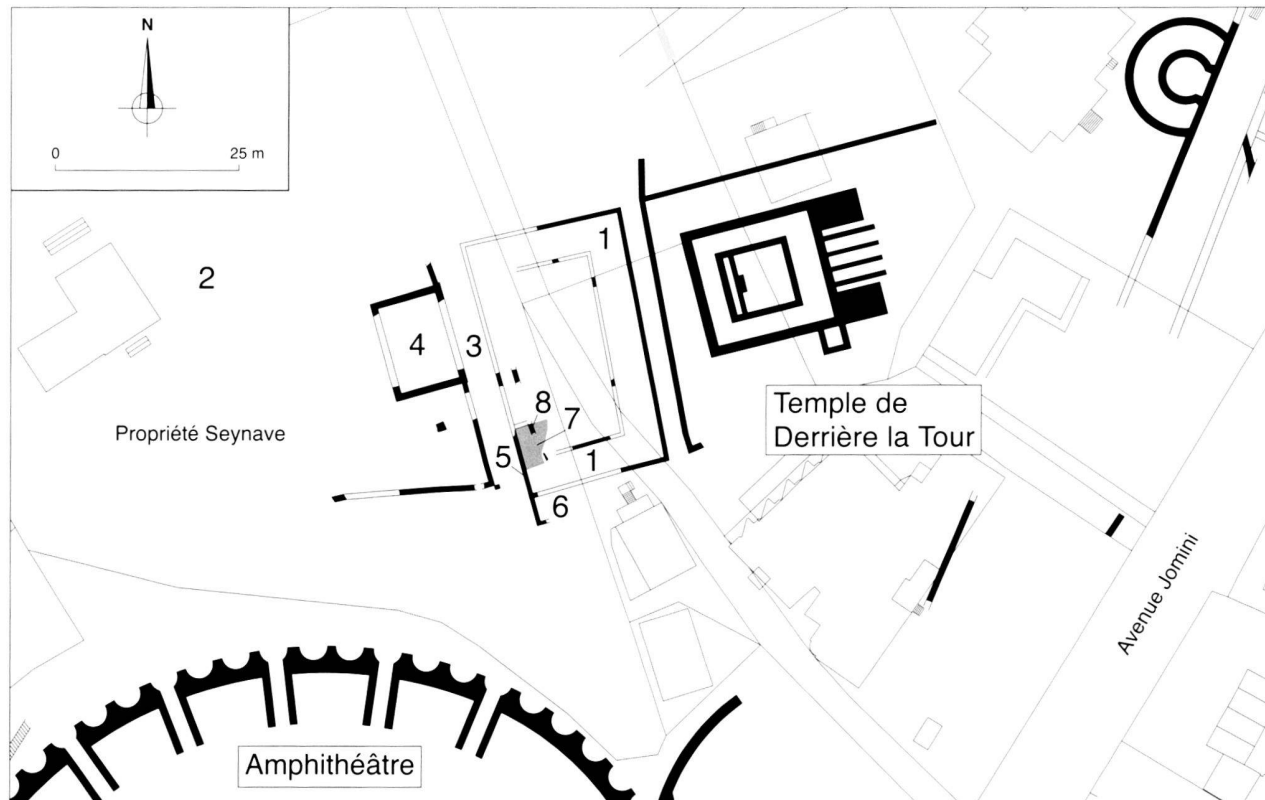 N
0 25 m
1
2
3
4
8
7
Temple de
Derrière la Tour
Propriété Seynave
5
1
6
Avenue Jomini
Amphithéâtre